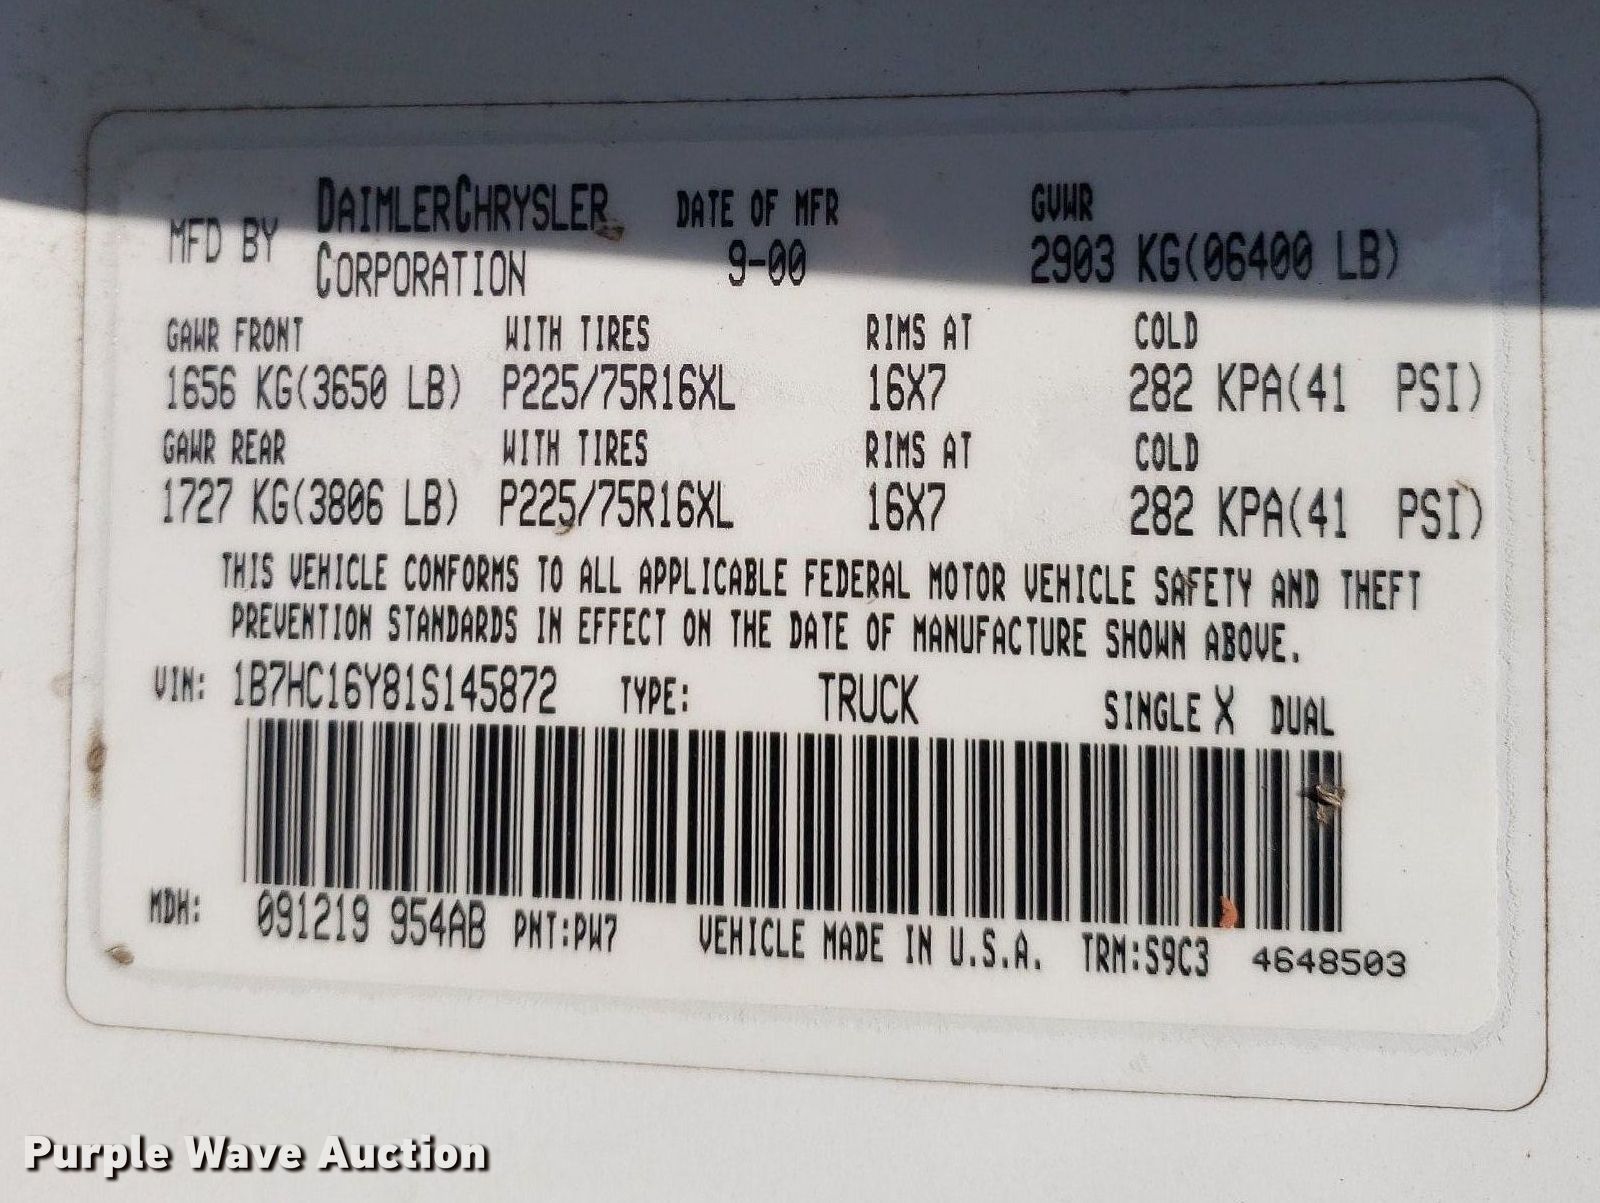 MFD BY DAIMLERCHRYSLER CORPORATION DATE OF MFR 9-00 GVWR 2903 KG(06400 LB)
GAWR FRONT WITH TIRES RIMS AT COLD
1656 KG(3650 LB) P225/75R16XL 16X7 282 KPA(41 PSI)
GAWR REAR WITH TIRES RIMS AT COLD
1727 KG(3806 LB) P225/75R16XL 16X7 282 KPA(41 PSI)
THIS VEHICLE CONFORMS TO ALL APPLICABLE FEDERAL MOTOR VEHICLE SAFETY AND THEFT
PREVENTION STANDARDS IN EFFECT ON THE DATE OF MANUFACTURE SHOWN ABOVE.
VIN: 1B7HC16Y81S145872 TYPE: TRUCK SINGLE X DUAL
MDH: 091219 954AB PNT:PW7 VEHICLE MADE IN U.S.A. TRM:S9C3 4648503
Purple Wave Auction